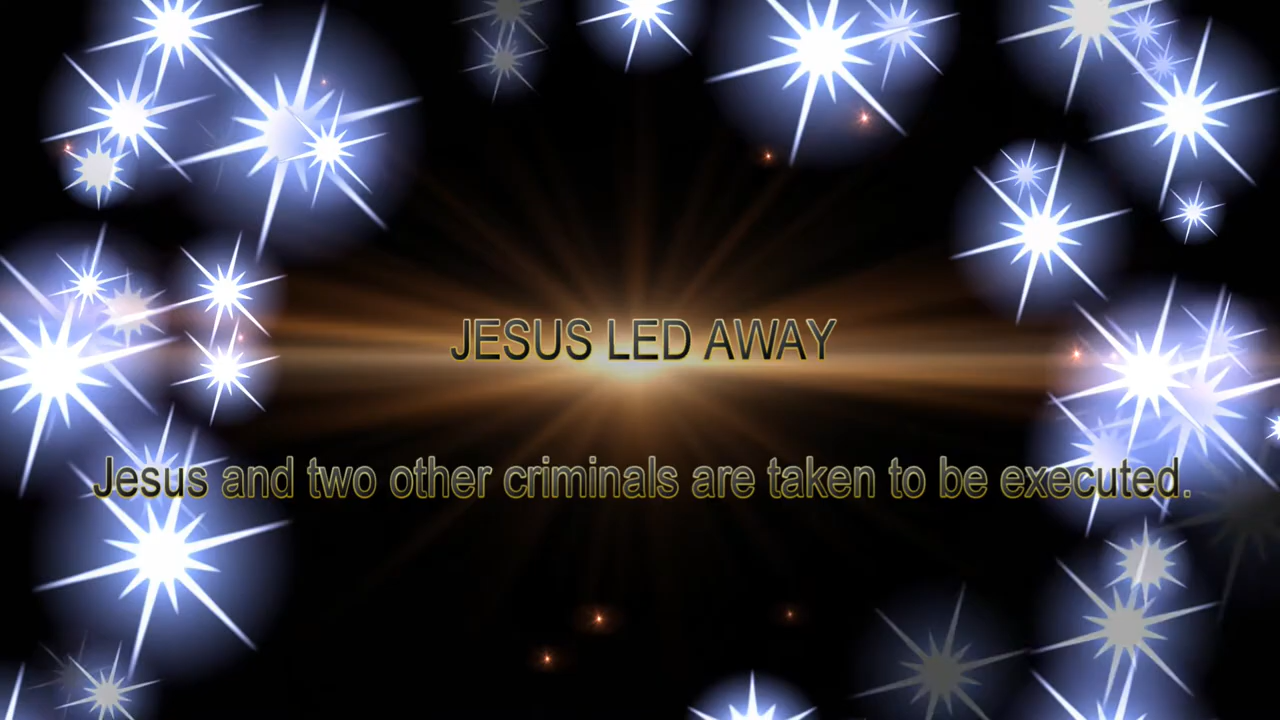 JESUS LED AWAY
Jesus and two other criminals are taken to be executed.